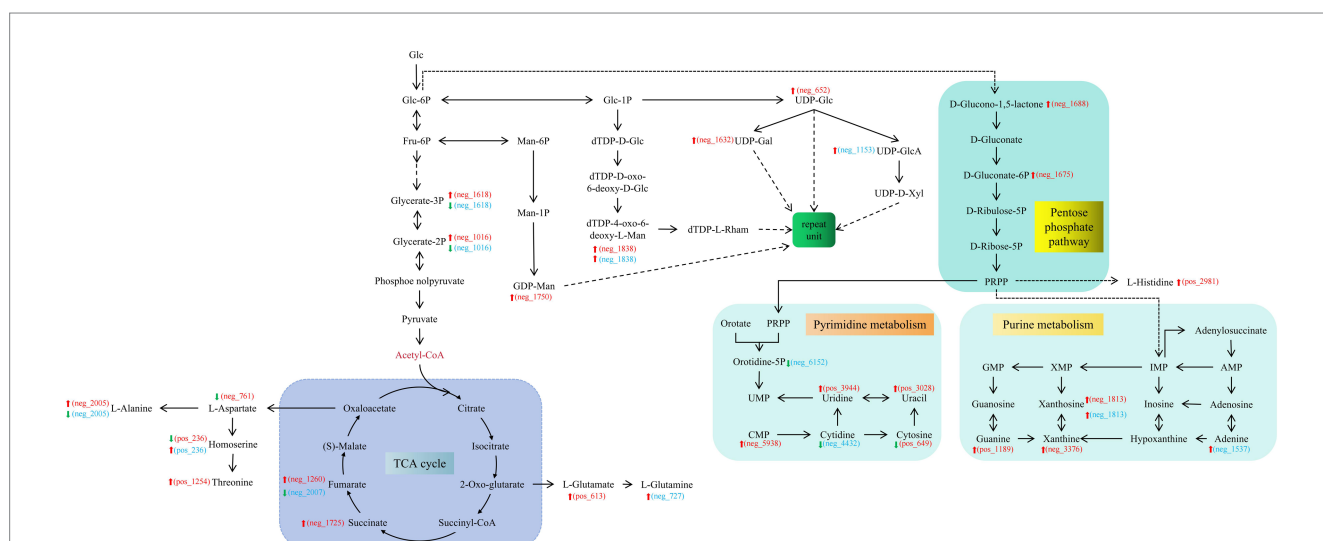 Glc
Glc-6P
Glc-1P
↑(neg_652)
UDP-Glc
D-Glucono-1,5-lactone ↑(neg_1688)
Fru-6P
Man-6P
dTDP-D-Glc
↑(neg_1632) UDP-Gal
↑(neg_1153) UDP-GlcA
D-Gluconate
dTDP-D-oxo-
6-deoxy-D-Glc
D-Gluconate-6P ↑(neg_1675)
Glycerate-3P ↑(neg_1618)
↓(neg_1618)
UDP-D-Xyl
Man-1P
dTDP-4-oxo-6-
deoxy-L-Man
dTDP-L-Rham
repeat
unit
D-Ribulose-5P
Pentose
phosphate
pathway
Glycerate-2P ↑(neg_1016)
↓(neg_1016)
↑(neg_1838)
↑(neg_1838)
D-Ribose-5P
Phosphoe nolpyruvate
GDP-Man
↑(neg_1750)
PRPP
L-Histidine ↑(pos_2981)
Pyruvate
Orotate
PRPP
Pyrimidine metabolism
Purine metabolism
Adenylosuccinate
Acetyl-CoA
Orotidine-5P ↓(neg_6152)
GMP
XMP
IMP
AMP
↑(neg_2005)
↓(neg_2005)
L-Alanine
↓(neg_761)
L-Aspartate
Oxaloacetate
Citrate
UMP
↑(pos_3944)
Uridine
↑(pos_3028)
Uracil
Guanosine
Xanthosine ↑(neg_1813)
↑(neg_1813)
Inosine
Adenosine
↓(pos_236)
↑(pos_236)
Homoserine
(S)-Malate
Isocitrate
CMP
↑(neg_5938)
Cytidine
↓(neg_4432)
Cytosine
↓(pos_649)
Guanine
↑(pos_1189)
Xanthine
↑(neg_3376)
Hypoxanthine
Adenine
↑(neg_1537)
TCA cycle
↑(pos_1254) Threonine
↑(neg_1260)
↓(neg_2007)
Fumarate
2-Oxo-glutarate
L-Glutamate
↑(pos_613)
L-Glutamine
↑(neg_727)
↑(neg_1725) Succinate
Succinyl-CoA